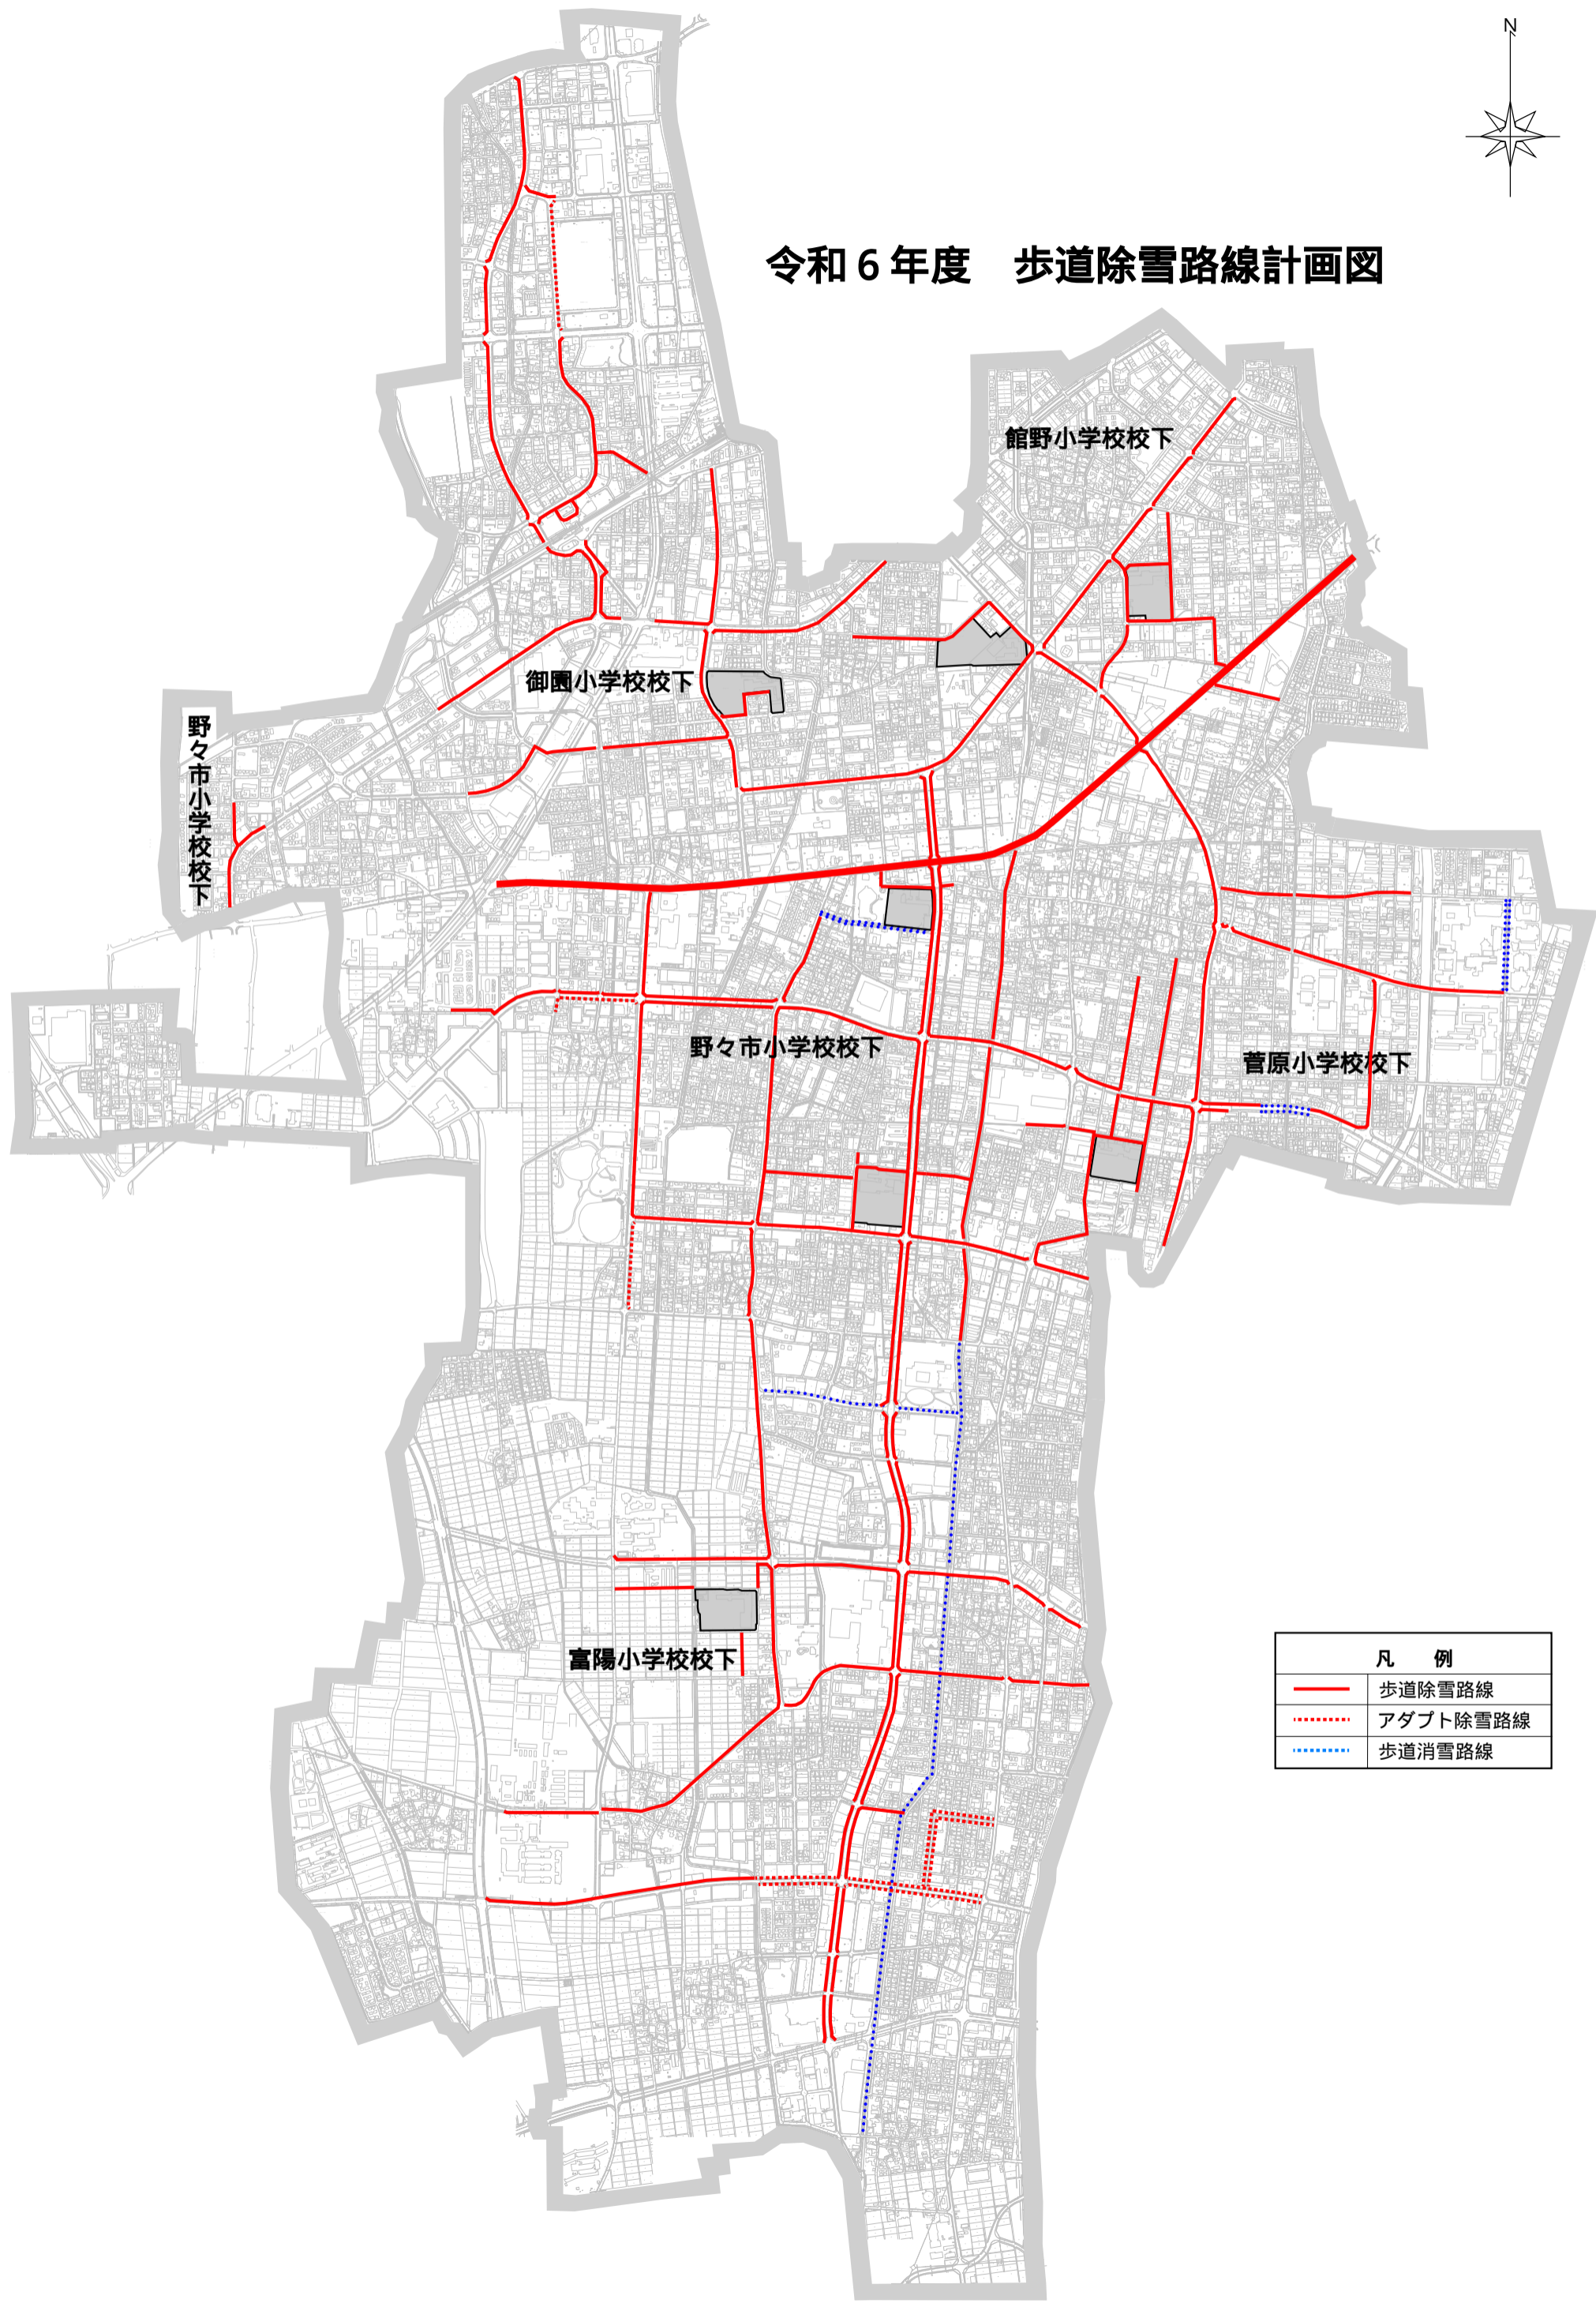 N
令和６年度　歩道除雪路線計画図
館野小学校校下
御園小学校校下
野々市小学校校下
野々市小学校校下
菅原小学校校下
富陽小学校校下
凡　例
歩道除雪路線
アダプト除雪路線
歩道消雪路線